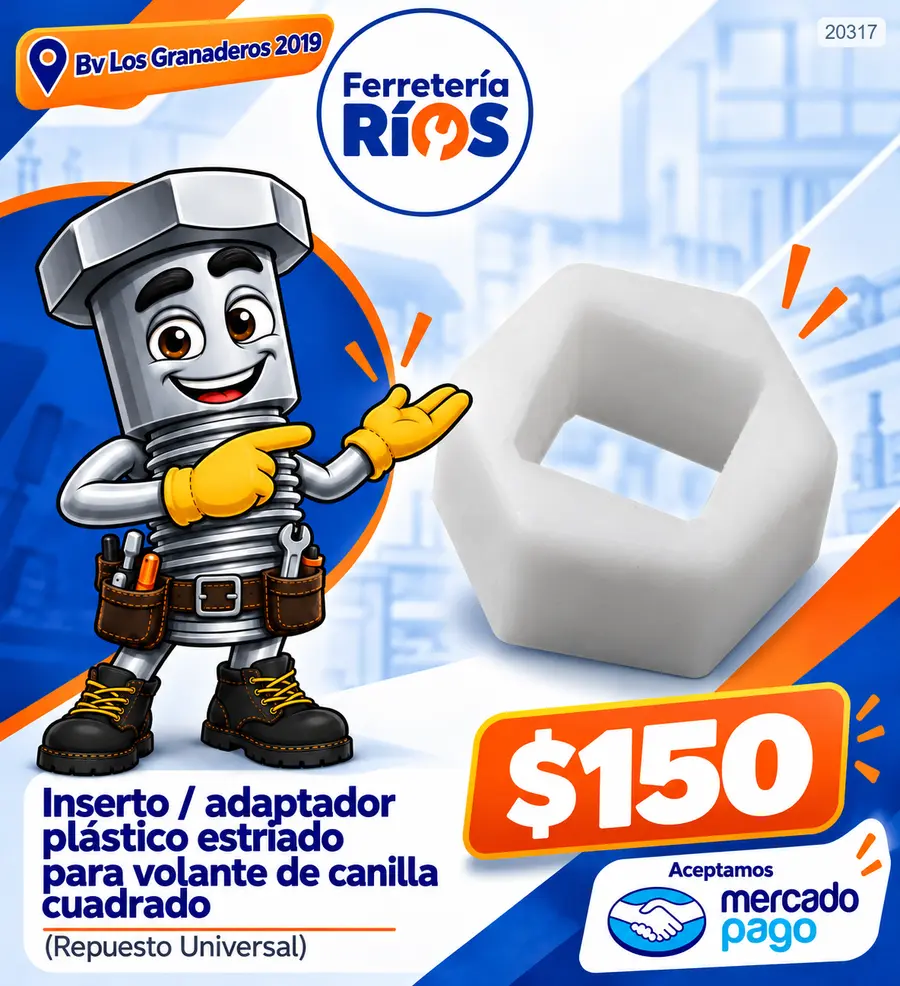 Bv Los Granaderos 2019
Ferretería
Ríos
20317
$150
Inserto / adaptador
plástico estriado
para volante de canilla
cuadrado
(Repuesto Universal)
Aceptamos
mercado
pago